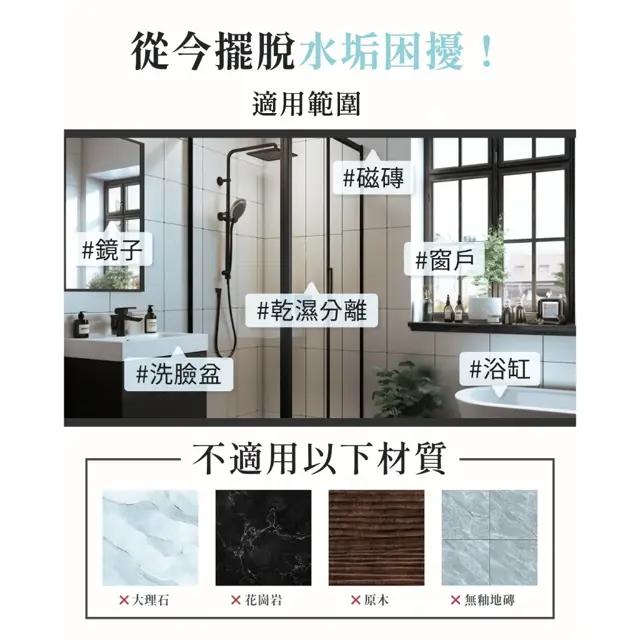 從今擺脫水垢困擾！
適用範圍
#磁磚
#鏡子
#窗戶
#乾濕分離
#洗臉盆
#浴缸
不適用以下材質
×大理石
×花崗岩
×原木
×無釉地磚